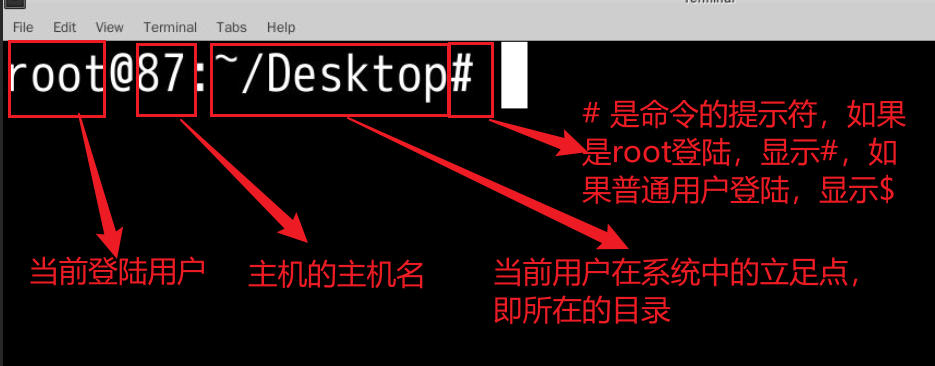 Terminal
File Edit View Terminal Tabs Help
root@87:~/Desktop#
# 是命令的提示符，如果
是root登陆，显示#，如
果普通用户登陆，显示$
当前登陆用户
主机的主机名
当前用户在系统中的立足点，
即所在的目录